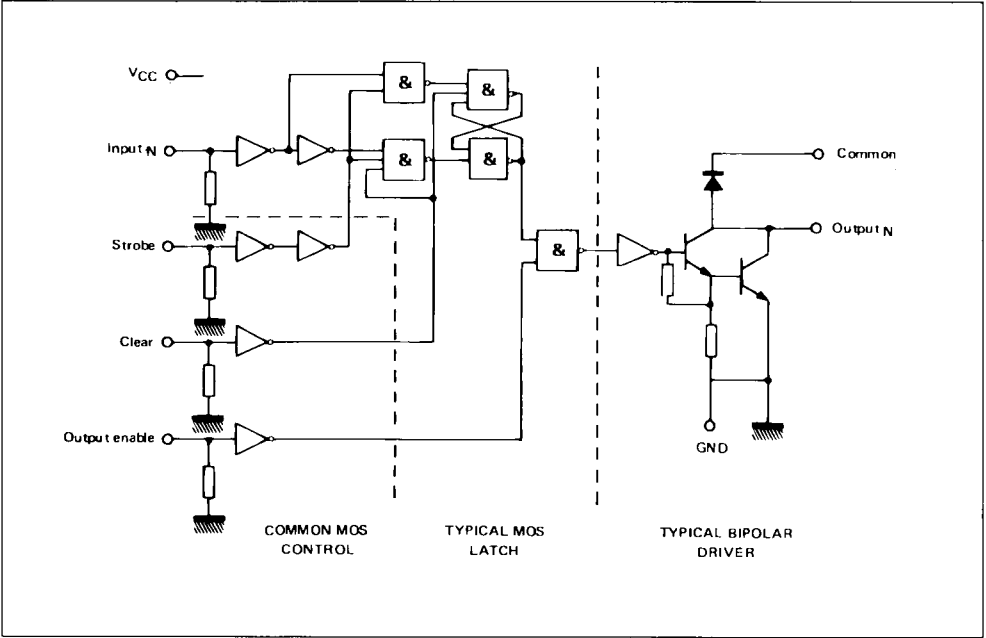 VCC
Input N
Strobe
Clear
Output enable
&
&
&
&
&
Common
Output N
GND
COMMON MOS
CONTROL
TYPICAL MOS
LATCH
TYPICAL BIPOLAR
DRIVER